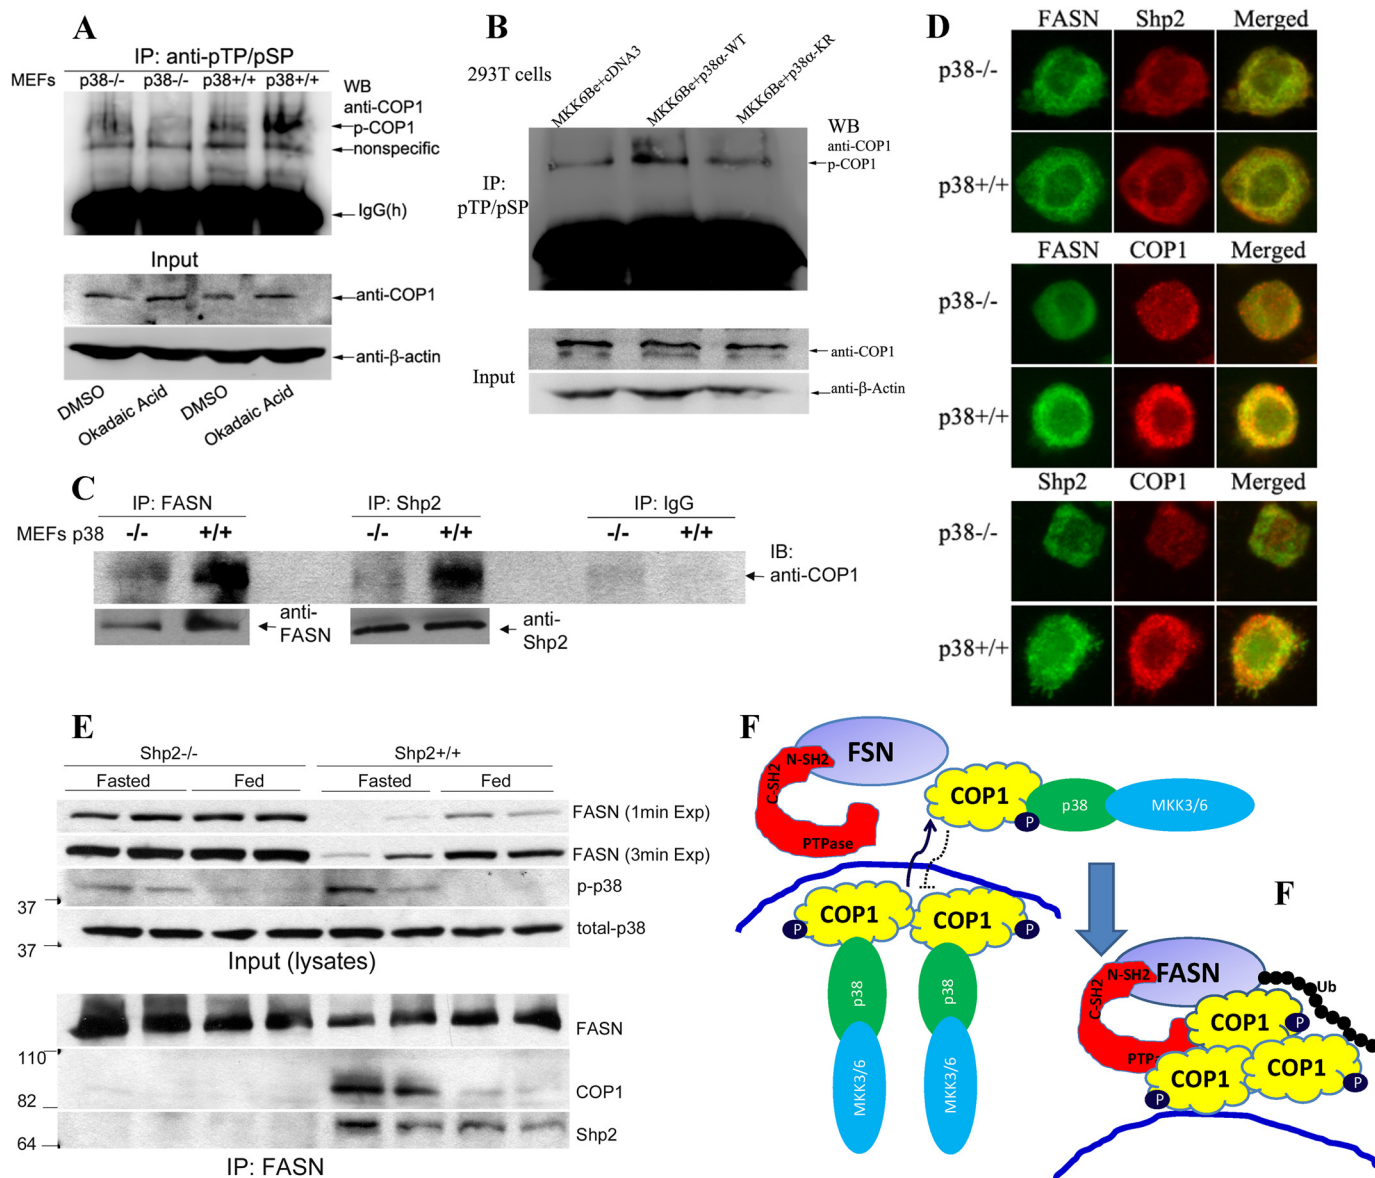 A
IP: anti-pTP/pSP
MEFs p38-/- p38-/- p38+/+ p38+/+
WB
anti-COP1
p-COP1
nonspecific
IgG(h)
Input
anti-COP1
anti-β-actin
DMSO
Okadaic Acid
DMSO
Okadaic Acid
B
293T cells
MKK6Be+cDNA3
MKK6Be+p38α-WT
MKK6Be+p38α-KR
WB
anti-COP1
p-COP1
IP:
pTP/pSP
Input
anti-COP1
anti-β-Actin
C
IP: FASN IP: Shp2 IP: IgG
MEFs p38 -/- +/+ -/- +/+ -/- +/+
IB:
anti-COP1
anti-
FASN
anti-
Shp2
D
FASN Shp2 Merged
p38-/-
p38+/+
FASN COP1 Merged
p38-/-
p38+/+
Shp2 COP1 Merged
p38-/-
p38+/+
E
Shp2-/- Shp2+/+
Fasted Fed Fasted Fed
FASN (1min Exp)
FASN (3min Exp)
p-p38
37
total-p38
37
Input (lysates)
FASN
110
COP1
82
Shp2
64
IP: FASN
F
FSN
N-SH2
C-SH2
PTPase
COP1
P
p38
MKK3/6
COP1
P
COP1
P
p38
p38
MKK3/6
MKK3/6
F
FASN
N-SH2
C-SH2
Ub
COP1
P
PTP
COP1
COP1
P
P